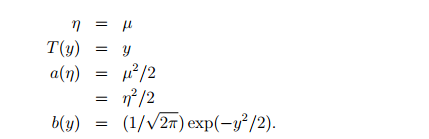 η = μ
T(y) = y
a(η) = μ²/2
= η²/2
b(y) = (1/√2π) exp(−y²/2).